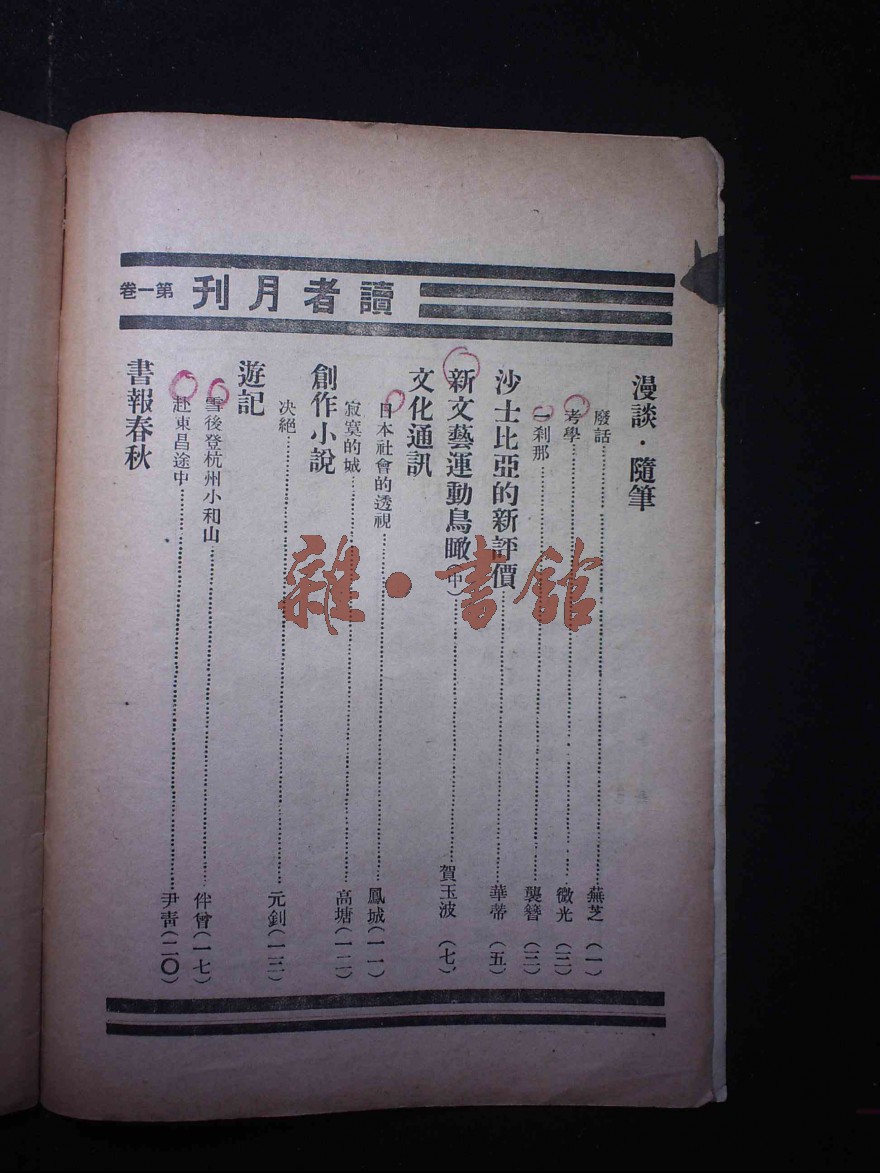 讀者月刊 第一卷
漫談·隨筆
廢話 蕪芝(一)
考學 微光(三)
一剎那 襲簪(三)
沙士比亞的新評價 華蒂(五)
新文藝運動鳥瞰(中) 賀玉波(七)
文化通訊
日本社會的透視 鳳城(一一)
寂寞的城 高塘(一二)
創作小說
决絕 元釗(一三)
遊記
雪後登杭州小和山 伴曾(一七)
赴東昌途中 尹靑(二〇)
書報春秋
雜·書館